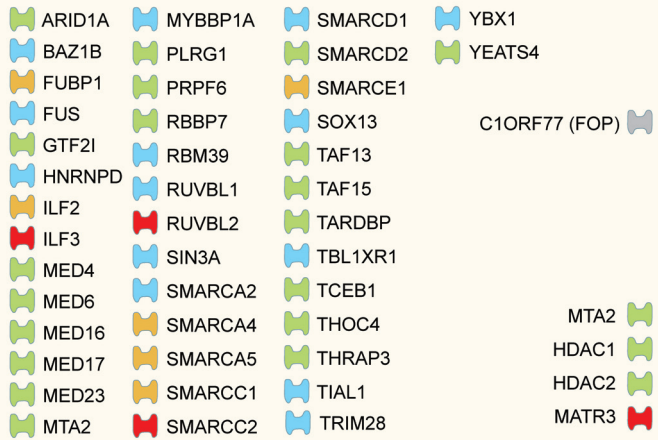 ARID1A
BAZ1B
FUBP1
FUS
GTF2I
HNRNPD
ILF2
ILF3
MED4
MED6
MED16
MED17
MED23
MTA2
MYBBP1A
PLRG1
PRPF6
RBBP7
RBM39
RUVBL1
RUVBL2
SIN3A
SMARCA2
SMARCA4
SMARCA5
SMARCC1
SMARCC2
SMARCD1
SMARCD2
SMARCE1
SOX13
TAF13
TAF15
TARDBP
TBL1XR1
TCEB1
THOC4
THRAP3
TIAL1
TRIM28
YBX1
YEATS4
C1ORF77 (FOP)
MTA2
HDAC1
HDAC2
MATR3